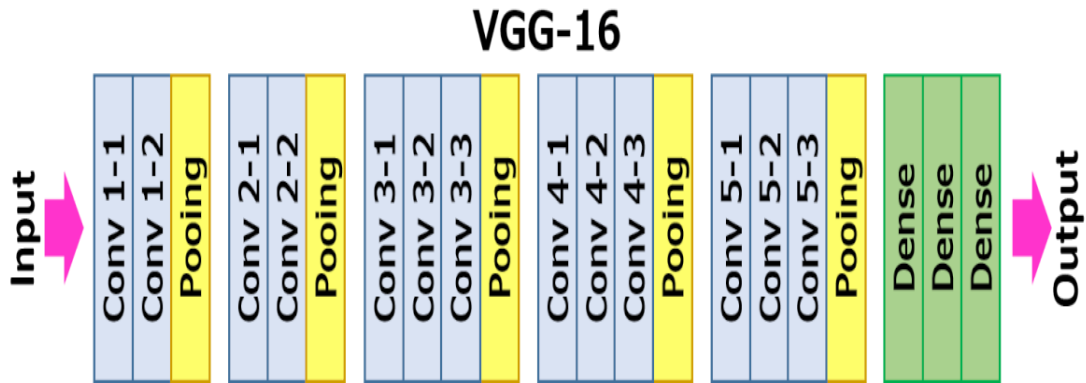 VGG-16
Input
Conv 1-1
Conv 1-2
Pooing
Conv 2-1
Conv 2-2
Pooing
Conv 3-1
Conv 3-2
Conv 3-3
Pooing
Conv 4-1
Conv 4-2
Conv 4-3
Pooing
Conv 5-1
Conv 5-2
Conv 5-3
Pooing
Dense
Dense
Dense
Output